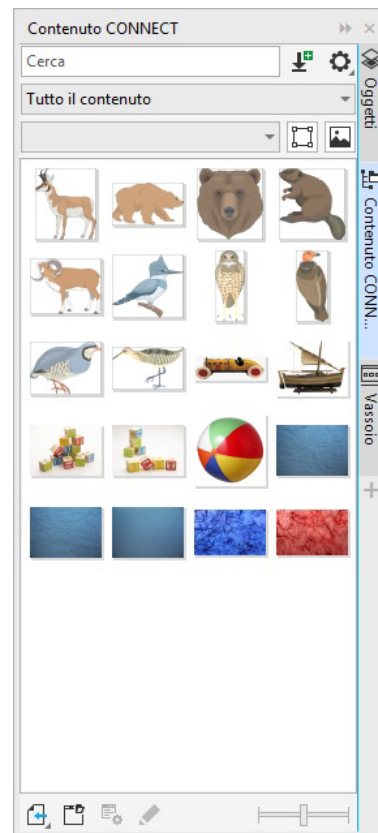 Contenuto CONNECT
Cerca
Tutto il contenuto
Oggetti
Contenuto CONN...
Vassoio